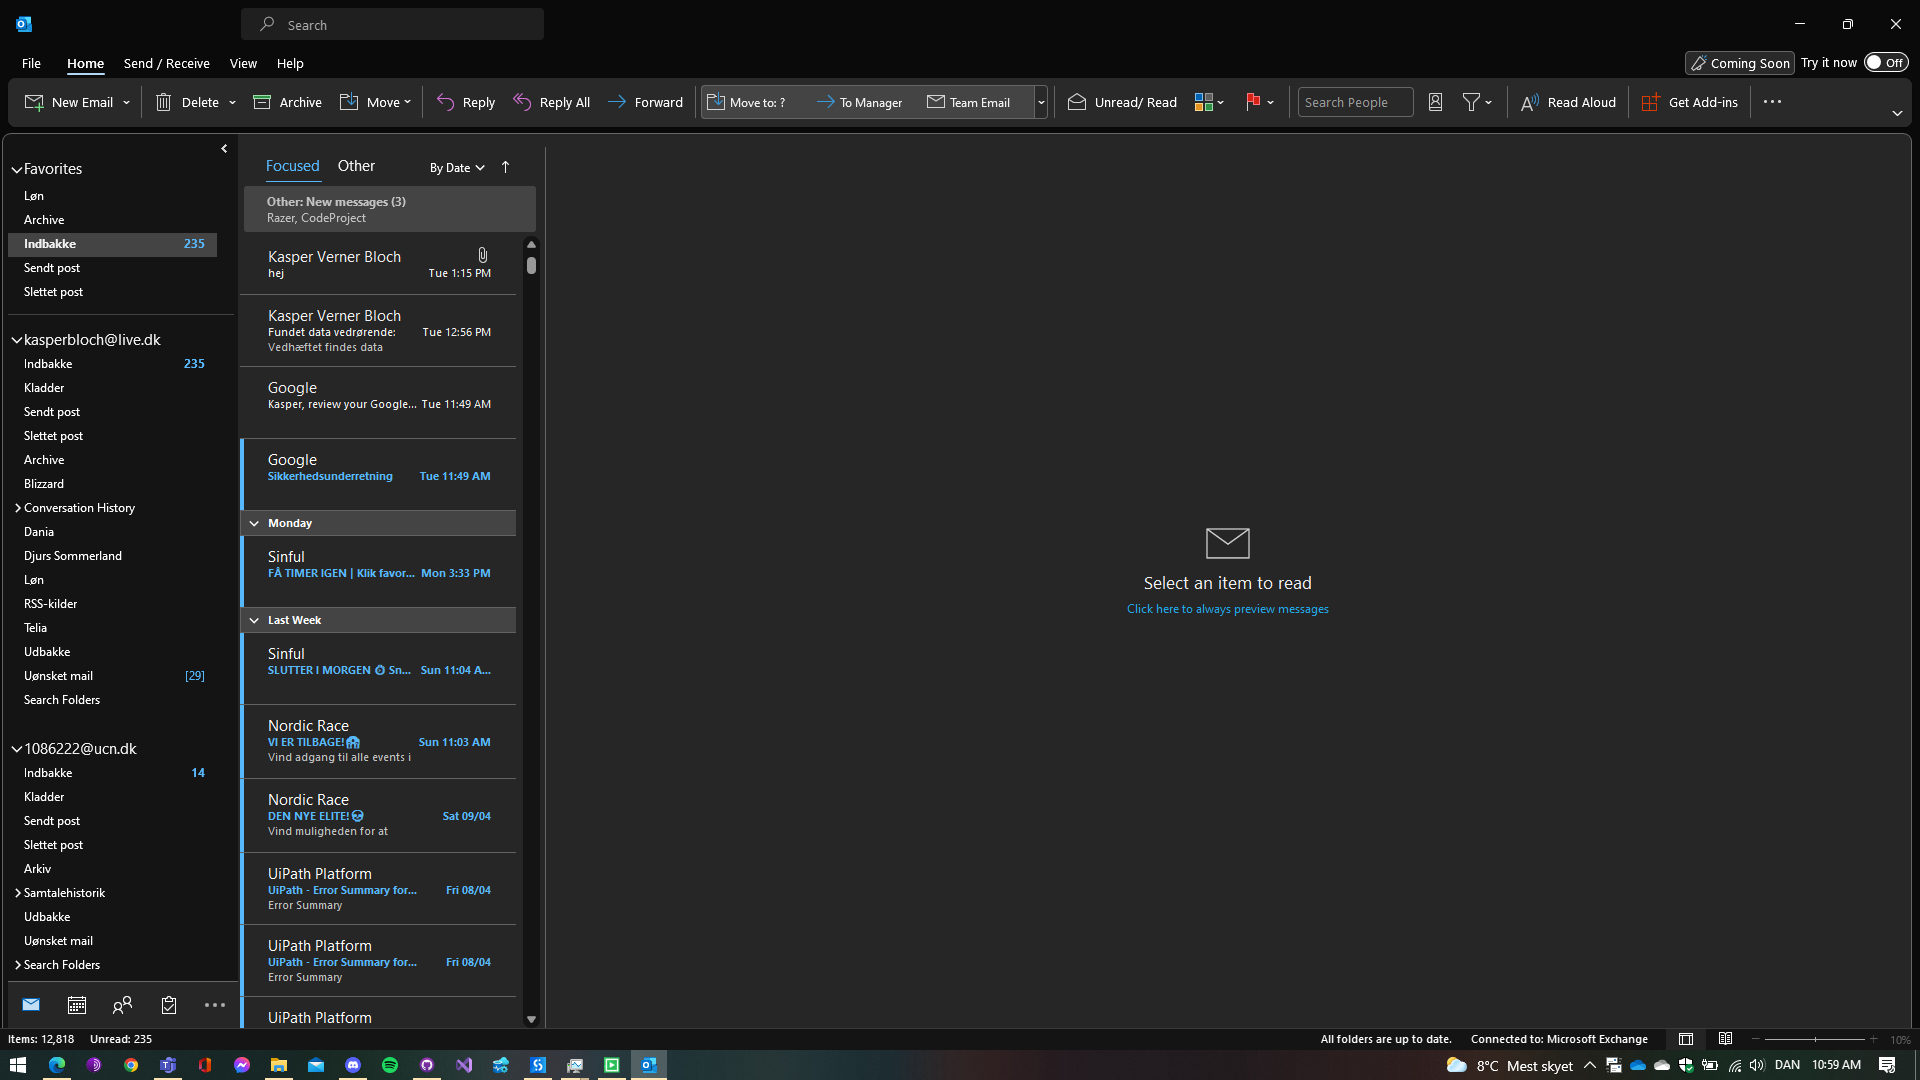 Search
File
Home
Send / Receive
View
Help
Coming Soon
Try it now
Off
New Email
Delete
Archive
Move
Reply
Reply All
Forward
Move to: ?
To Manager
Team Email
Unread/ Read
Search People
Read Aloud
Get Add-ins
Favorites
Løn
Archive
Indbakke 235
Sendt post
Slettet post
kasperbloch@live.dk
Indbakke 235
Kladder
Sendt post
Slettet post
Archive
Blizzard
Conversation History
Dania
Djurs Sommerland
Løn
RSS-kilder
Telia
Udbakke
Uønsket mail [29]
Search Folders
1086222@ucn.dk
Indbakke 14
Kladder
Sendt post
Slettet post
Arkiv
Samtalehistorik
Udbakke
Uønsket mail
Search Folders
Focused Other By Date
Other: New messages (3)
Razer, CodeProject
Kasper Verner Bloch
hej Tue 1:15 PM
Kasper Verner Bloch
Fundet data vedrørende: Tue 12:56 PM
Vedhæftet findes data
Google
Kasper, review your Google... Tue 11:49 AM
Google
Sikkerhedsunderretning Tue 11:49 AM
Monday
Sinful
FÅ TIMER IGEN | Klik favor... Mon 3:33 PM
Last Week
Sinful
SLUTTER I MORGEN ⏱ Sn... Sun 11:04 A...
Nordic Race
VI ER TILBAGE!😱 Sun 11:03 AM
Vind adgang til alle events i
Nordic Race
DEN NYE ELITE!💀 Sat 09/04
Vind muligheden for at
UiPath Platform
UiPath - Error Summary for... Fri 08/04
Error Summary
UiPath Platform
UiPath - Error Summary for... Fri 08/04
Error Summary
UiPath Platform
Select an item to read
Click here to always preview messages
Items: 12,818 Unread: 235
All folders are up to date. Connected to: Microsoft Exchange
10%
8°C Mest skyet
DAN
10:59 AM